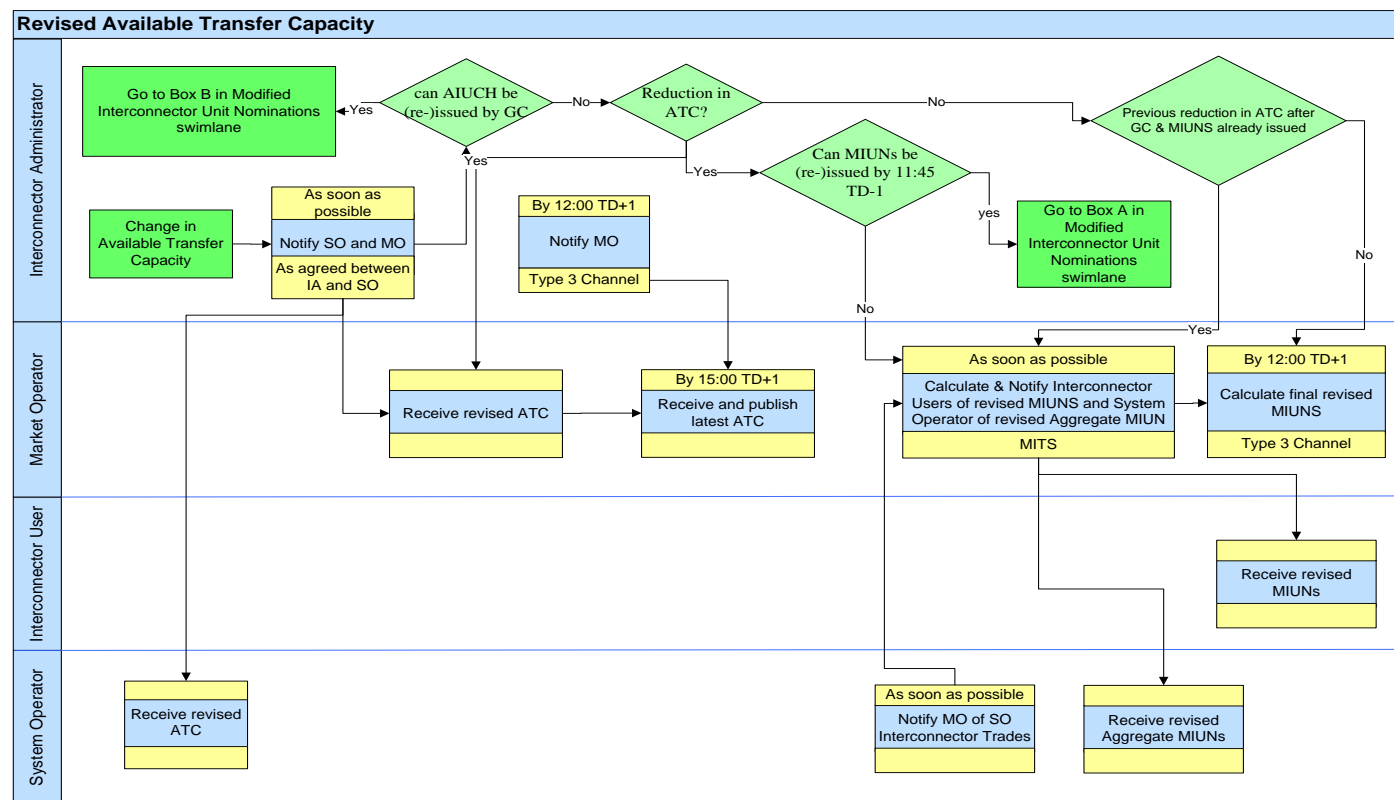 Revised Available Transfer Capacity
Interconnector Administrator
Go to Box B in Modified
Interconnector Unit Nominations
swimlane
Yes
can AIUCH be
(re-)issued by GC
No
Reduction in
ATC?
No
Previous reduction in ATC after
GC & MIUNS already issued
Yes
Yes
Can MIUNs be
(re-)issued by 11:45
TD-1
yes
Go to Box A in
Modified
Interconnector Unit
Nominations
swimlane
No
Change in
Available Transfer
Capacity
As soon as
possible
Notify SO and MO
As agreed between
IA and SO
By 12:00 TD+1
Notify MO
Type 3 Channel
No
Yes
Market Operator
Receive revised ATC
By 15:00 TD+1
Receive and publish
latest ATC
As soon as possible
Calculate & Notify Interconnector
Users of revised MIUNS and System
Operator of revised Aggregate MIUN
MITS
By 12:00 TD+1
Calculate final revised
MIUNS
Type 3 Channel
Interconnector User
Receive revised
MIUNs
System Operator
Receive revised
ATC
As soon as possible
Notify MO of SO
Interconnector Trades
Receive revised
Aggregate MIUNs